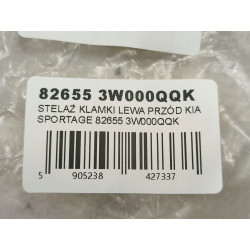 82655 3W000QQK
STELAŻ KLAMKI LEWA PRZÓD KIA
SPORTAGE 82655 3W000QQK
5 905238 427337